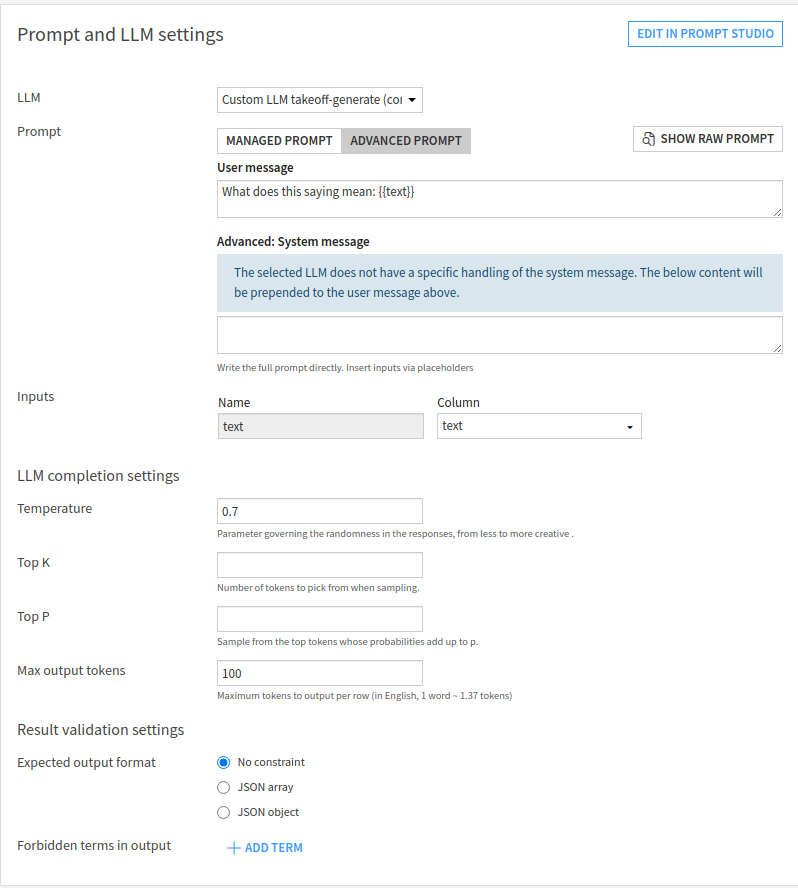 Prompt and LLM settings
EDIT IN PROMPT STUDIO
LLM
Custom LLM takeoff-generate (cor
Prompt
MANAGED PROMPT
ADVANCED PROMPT
SHOW RAW PROMPT
User message
What does this saying mean: {{text}}
Advanced: System message
The selected LLM does not have a specific handling of the system message. The below content will
be prepended to the user message above.
Write the full prompt directly. Insert inputs via placeholders
Inputs
Name
Column
text
text
LLM completion settings
Temperature
0.7
Parameter governing the randomness in the responses, from less to more creative .
Top K
Number of tokens to pick from when sampling.
Top P
Sample from the top tokens whose probabilities add up to p.
Max output tokens
100
Maximum tokens to output per row (in English, 1 word ~ 1.37 tokens)
Result validation settings
Expected output format
No constraint
JSON array
JSON object
Forbidden terms in output
ADD TERM